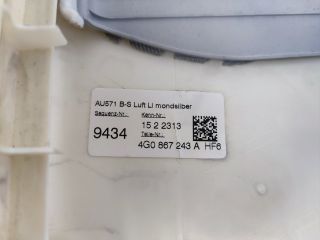 AU571 B-S Luft LI mondsilber
Sequenz-Nr.: Kenn-Nr.:
9434 15 2 2313
Teile-Nr.:
4G0 867 243 A HF6